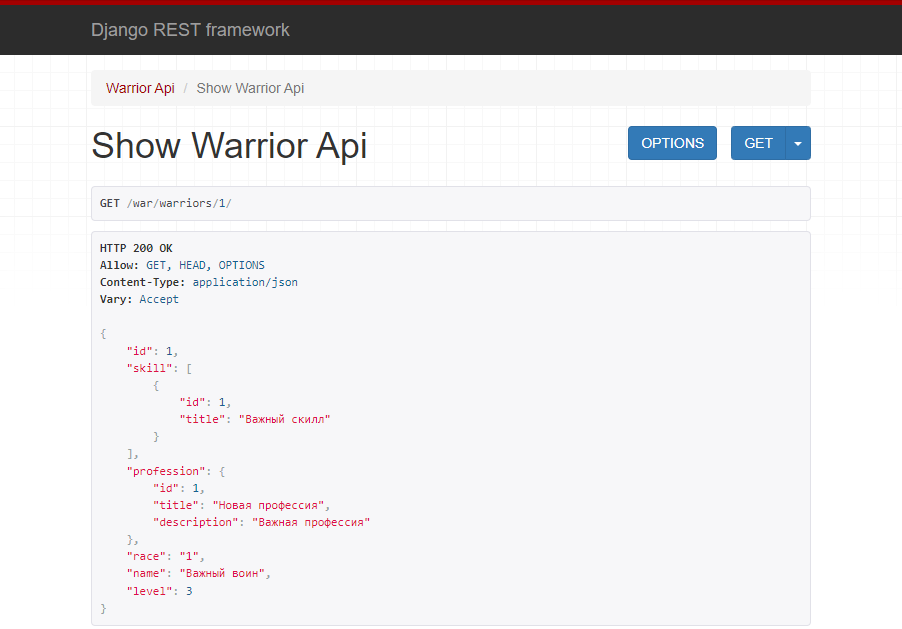 Django REST framework
Warrior Api / Show Warrior Api
Show Warrior Api
OPTIONS
GET
GET /war/warriors/1/
HTTP 200 OK
Allow: GET, HEAD, OPTIONS
Content-Type: application/json
Vary: Accept
{
    "id": 1,
    "skill": [
        {
            "id": 1,
            "title": "Важный скилл"
        }
    ],
    "profession": {
        "id": 1,
        "title": "Новая профессия",
        "description": "Важная профессия"
    },
    "race": "1",
    "name": "Важный воин",
    "level": 3
}